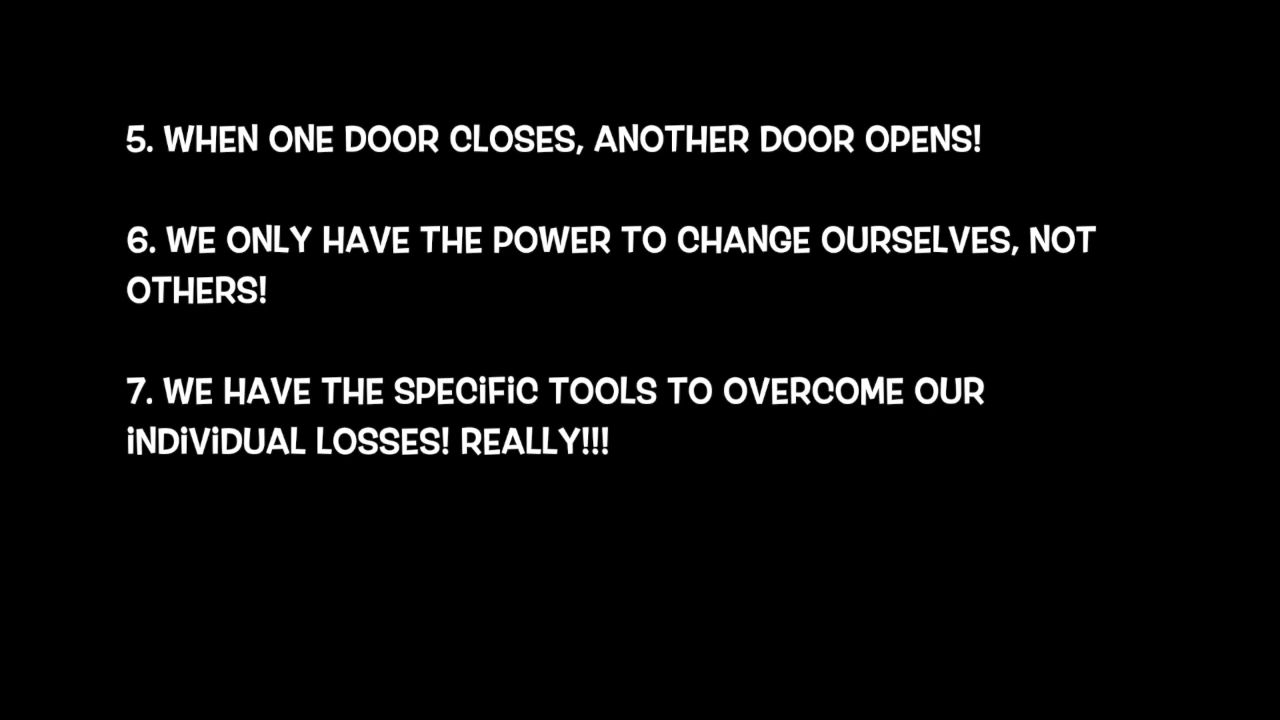 5. WHEN ONE DOOR CLOSES, ANOTHER DOOR OPENS!
6. WE ONLY HAVE THE POWER TO CHANGE OURSELVES, NOT
OTHERS!
7. WE HAVE THE SPECiFiC TOOLS TO OVERCOME OUR
iNDiViDUAL LOSSES! REALLY!!!